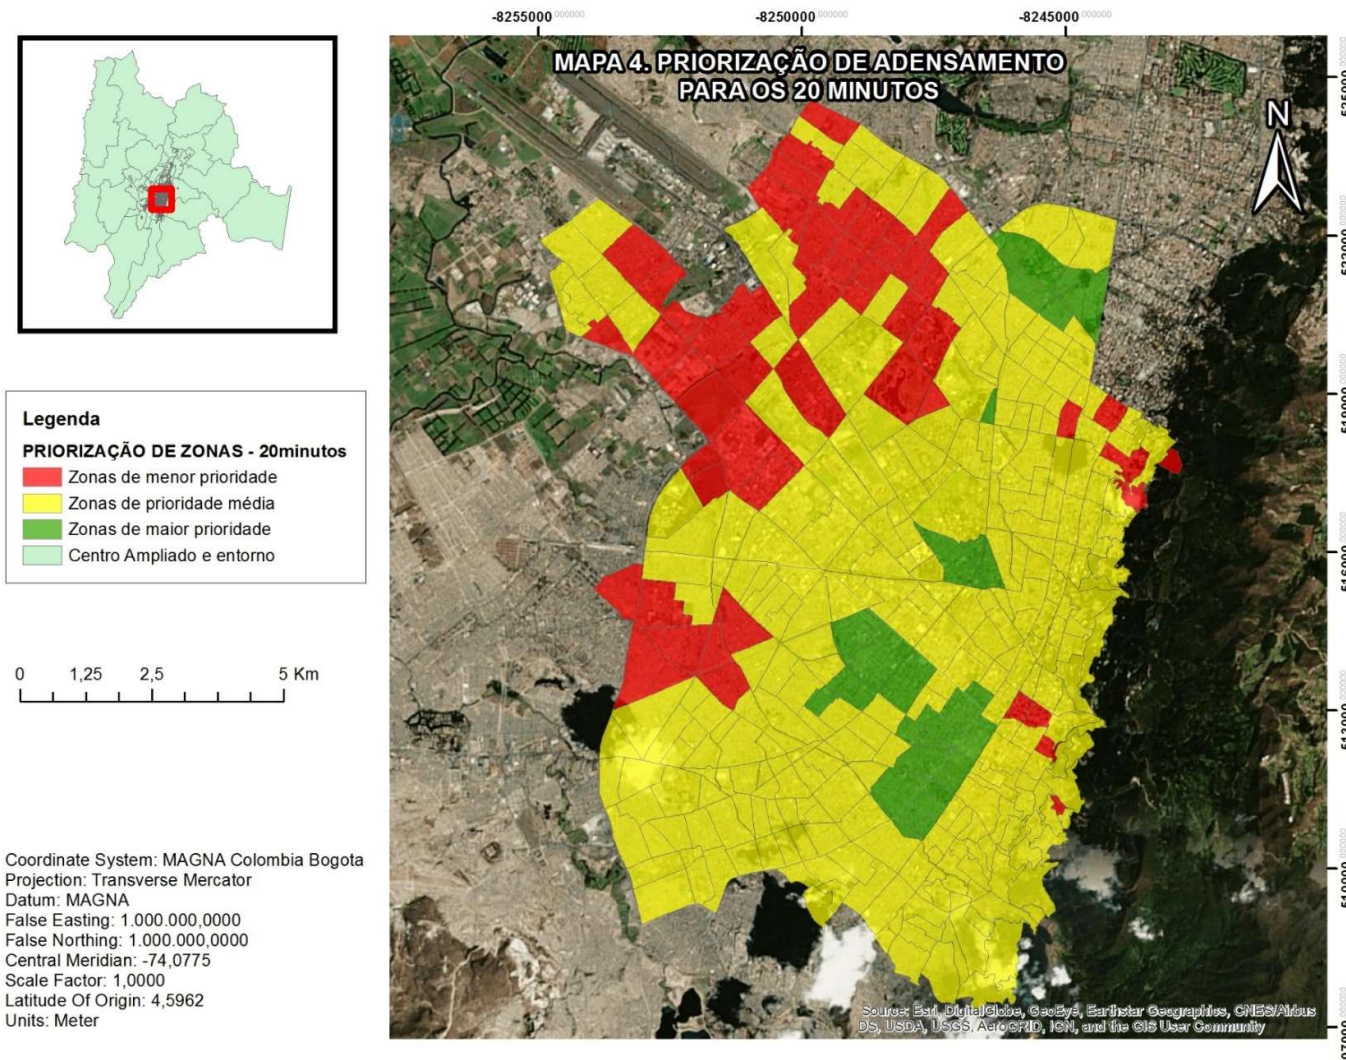 -8255000,000000 -8250000,000000 -8245000,000000
MAPA 4. PRIORIZAÇÃO DE ADENSAMENTO
PARA OS 20 MINUTOS
N
Legenda
PRIORIZAÇÃO DE ZONAS - 20minutos
Zonas de menor prioridade
Zonas de prioridade média
Zonas de maior prioridade
Centro Ampliado e entorno
0 1,25 2,5 5 Km
Coordinate System: MAGNA Colombia Bogota
Projection: Transverse Mercator
Datum: MAGNA
False Easting: 1.000.000,0000
False Northing: 1.000.000,0000
Central Meridian: -74,0775
Scale Factor: 1,0000
Latitude Of Origin: 4,5962
Units: Meter
Source: Esri, DigitalGlobe, GeoEye, Earthstar Geographics, CNES/Airbus
DS, USDA, USGS, AeroGRID, IGN, and the GIS User Community